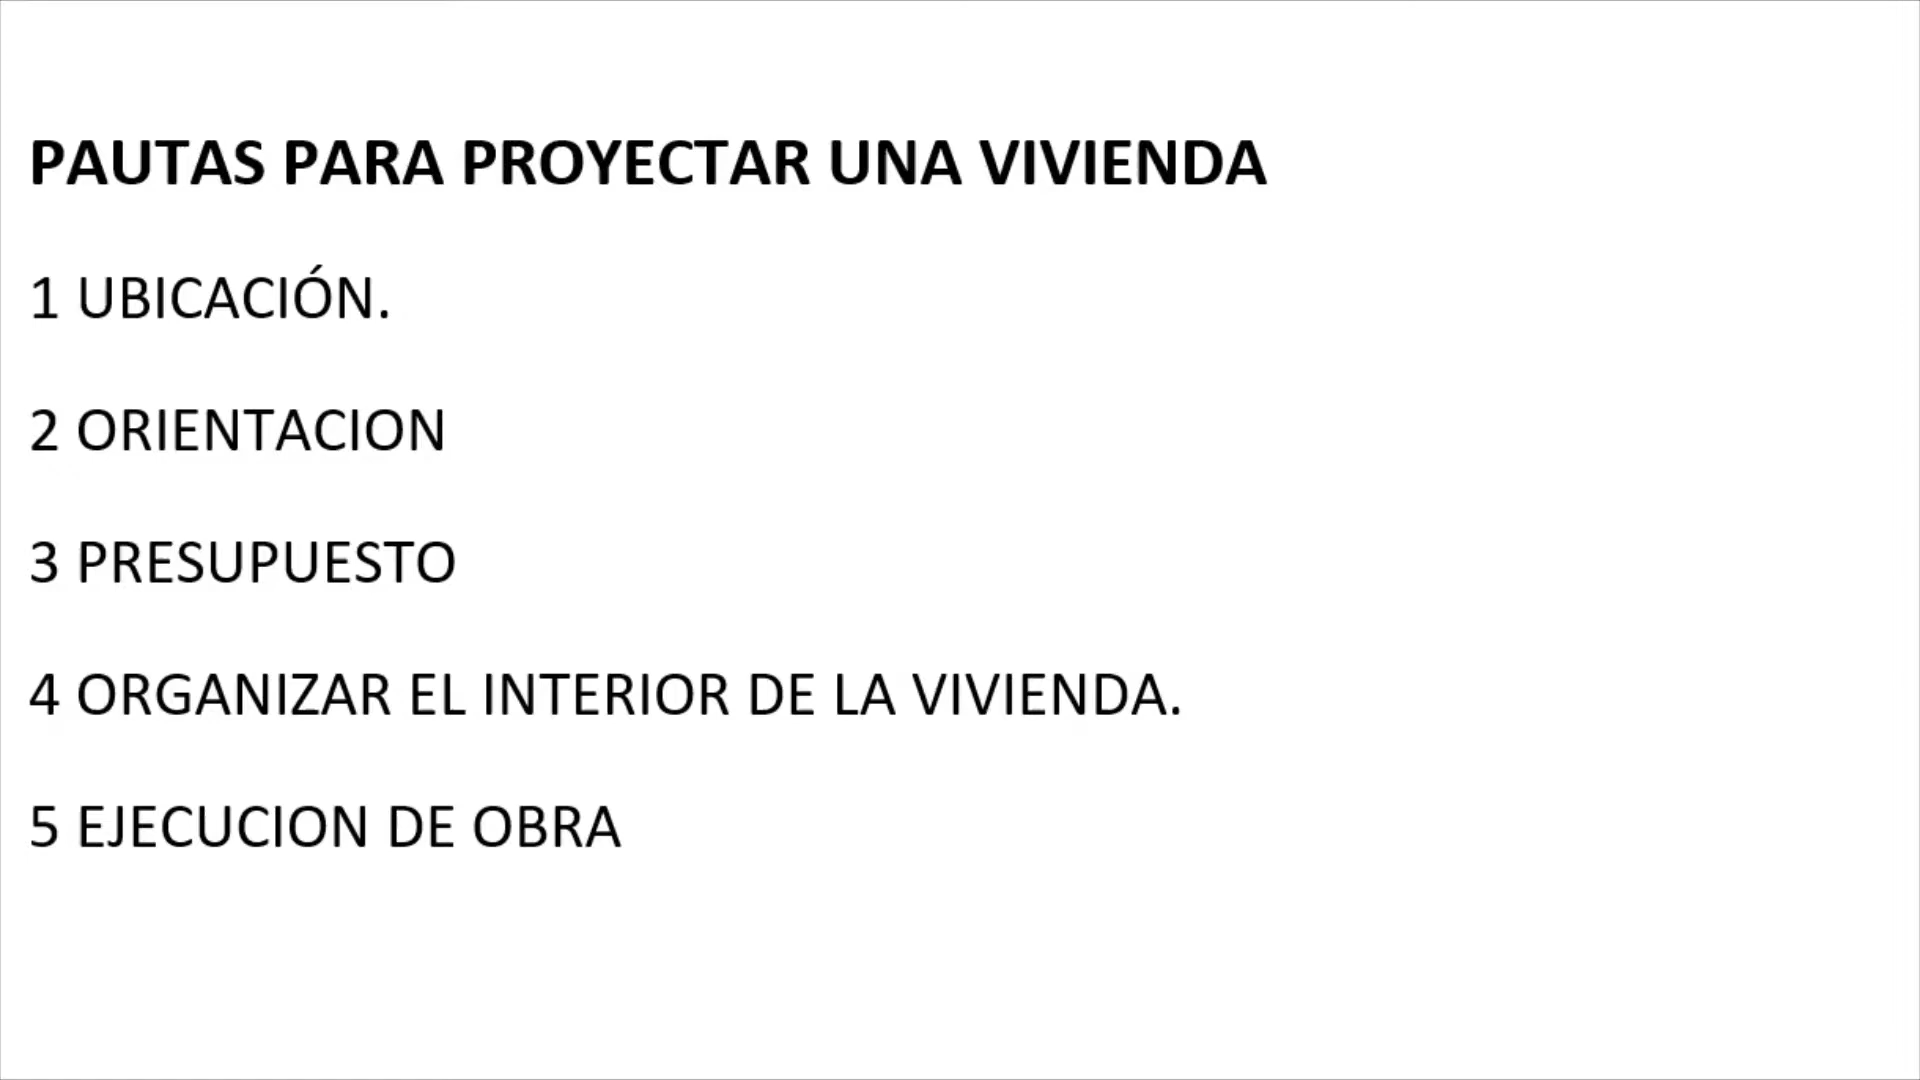 PAUTAS PARA PROYECTAR UNA VIVIENDA
1 UBICACIÓN.
2 ORIENTACION
3 PRESUPUESTO
4 ORGANIZAR EL INTERIOR DE LA VIVIENDA.
5 EJECUCION DE OBRA